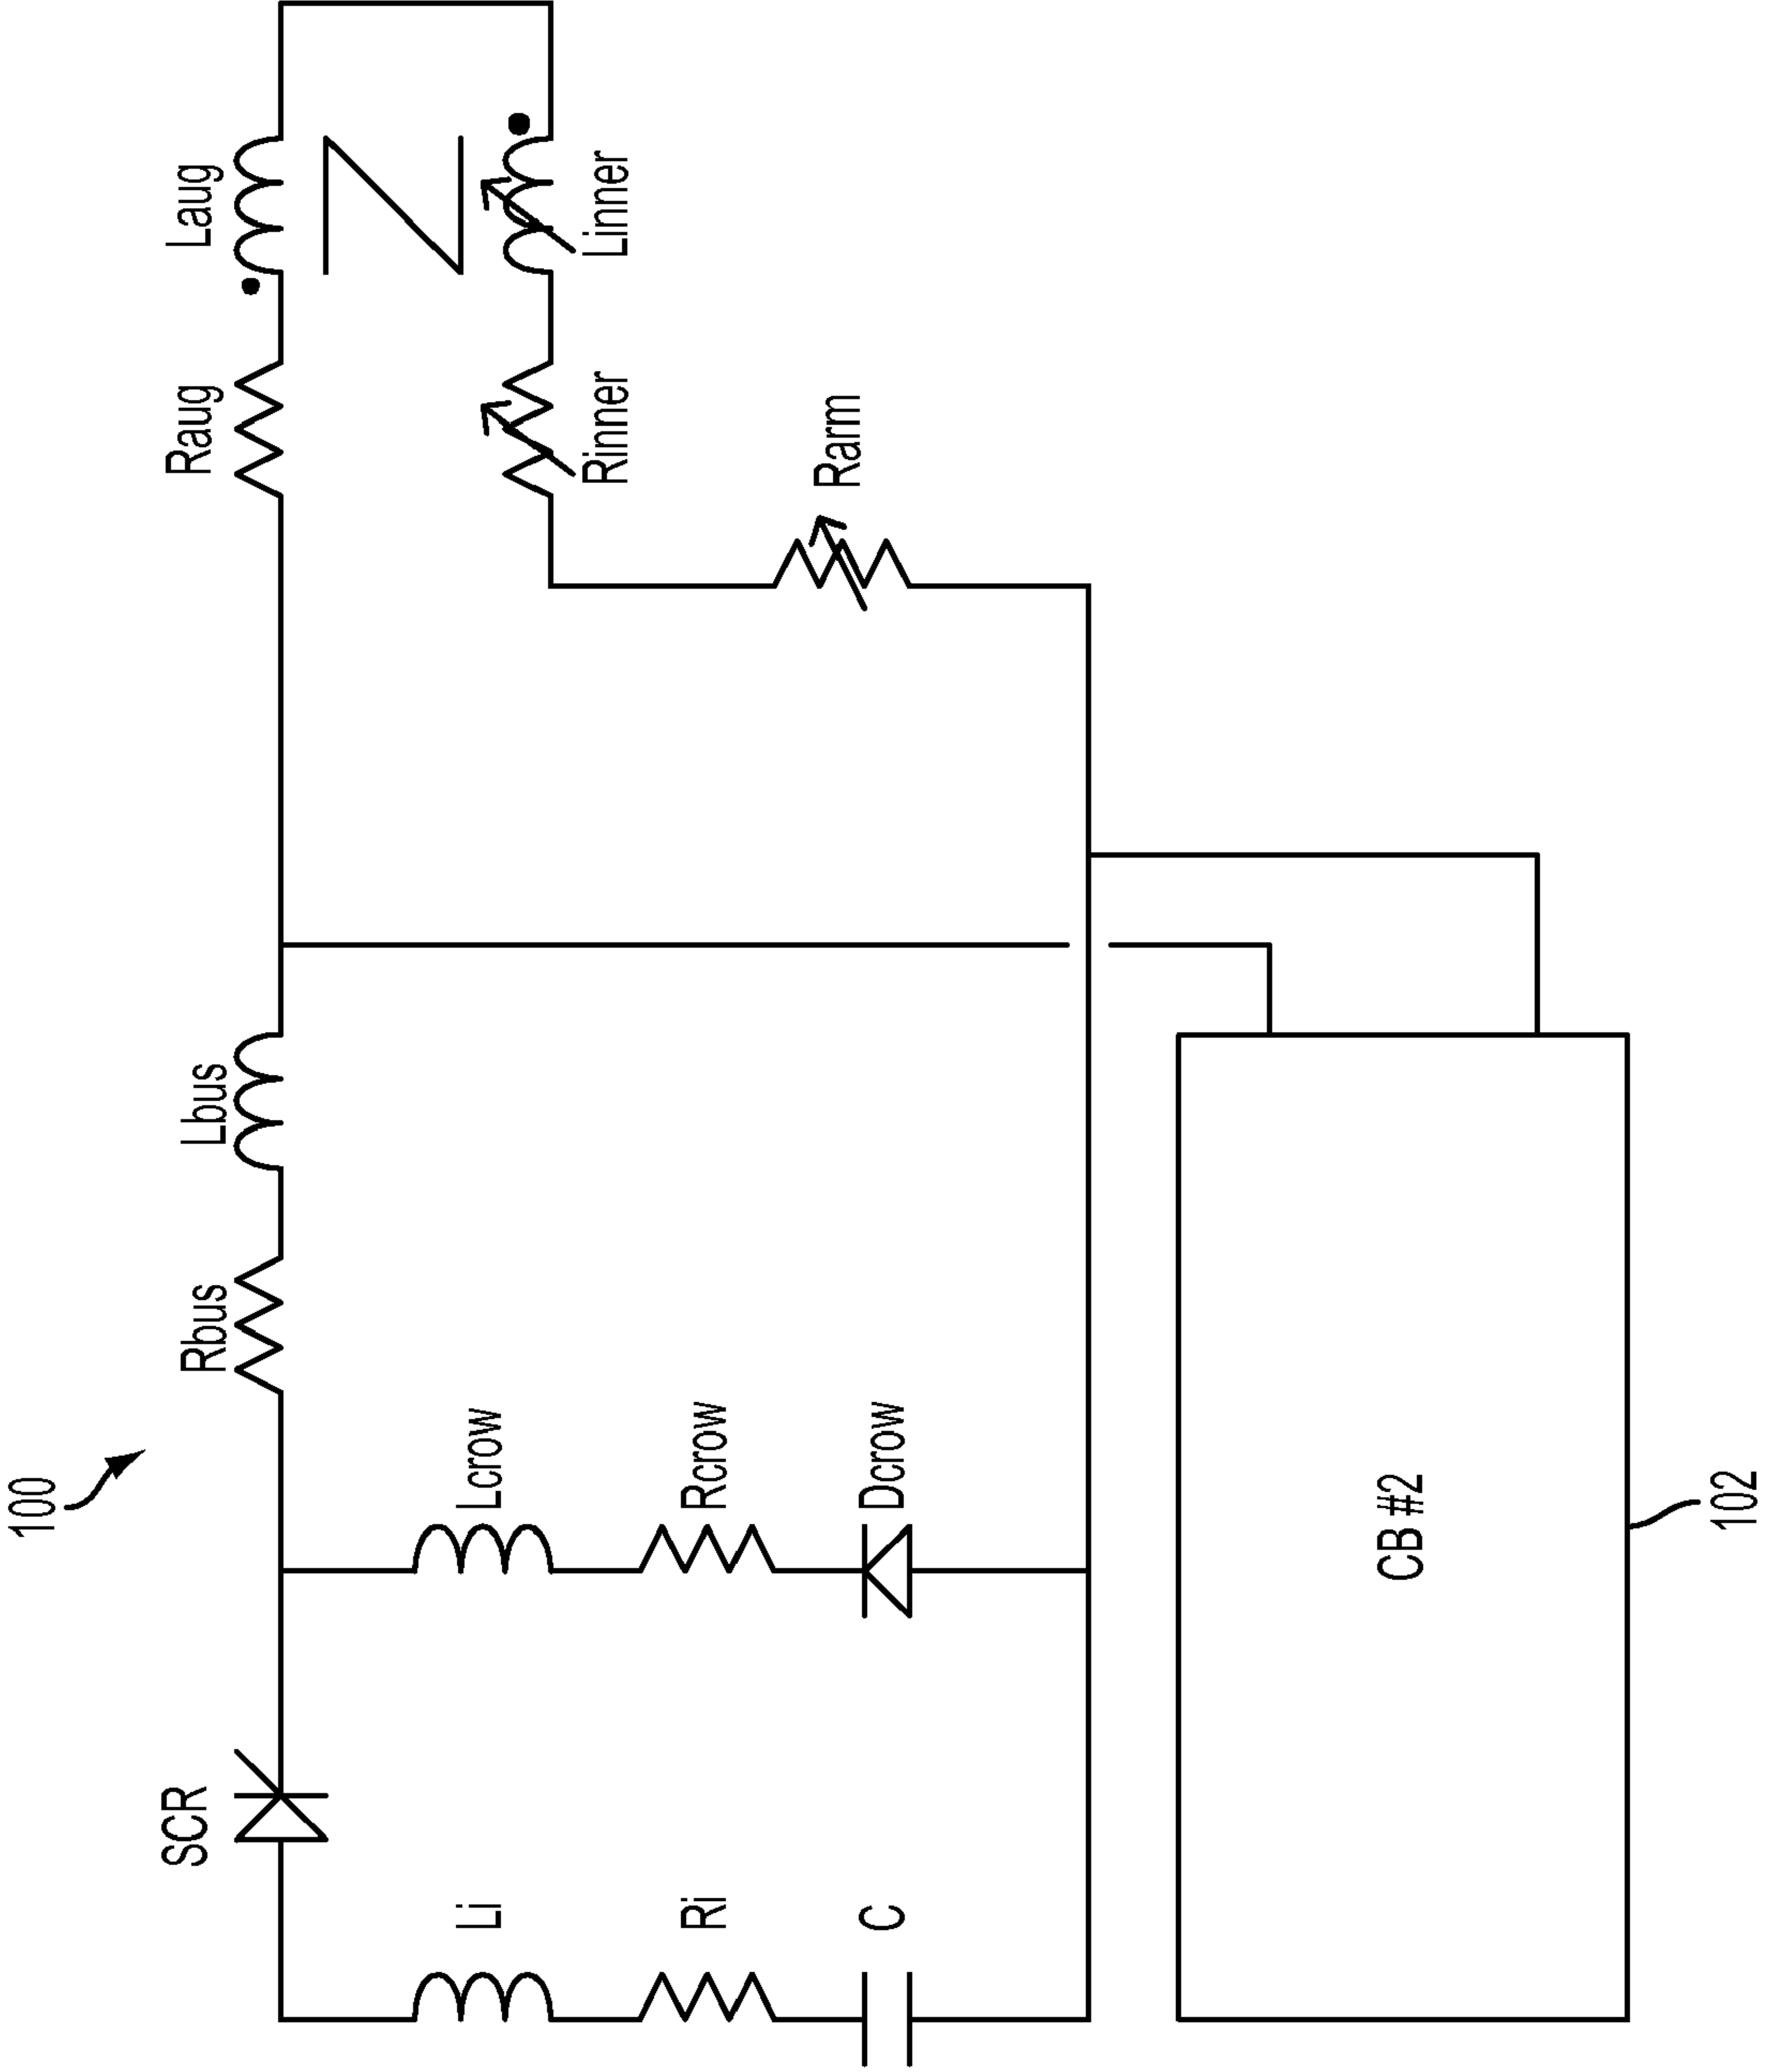 100
SCR
Li
Ri
C
Lcrow
Rcrow
Dcrow
Rbus
Lbus
Raug
Laug
Rinner
Linner
Rarm
CB #2
102